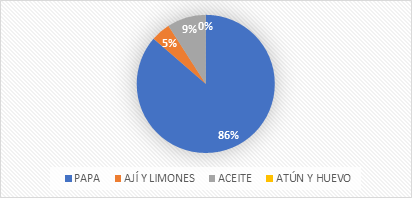 9% 0%
5%
86%
PAPA AJÍ Y LIMONES ACEITE ATÚN Y HUEVO